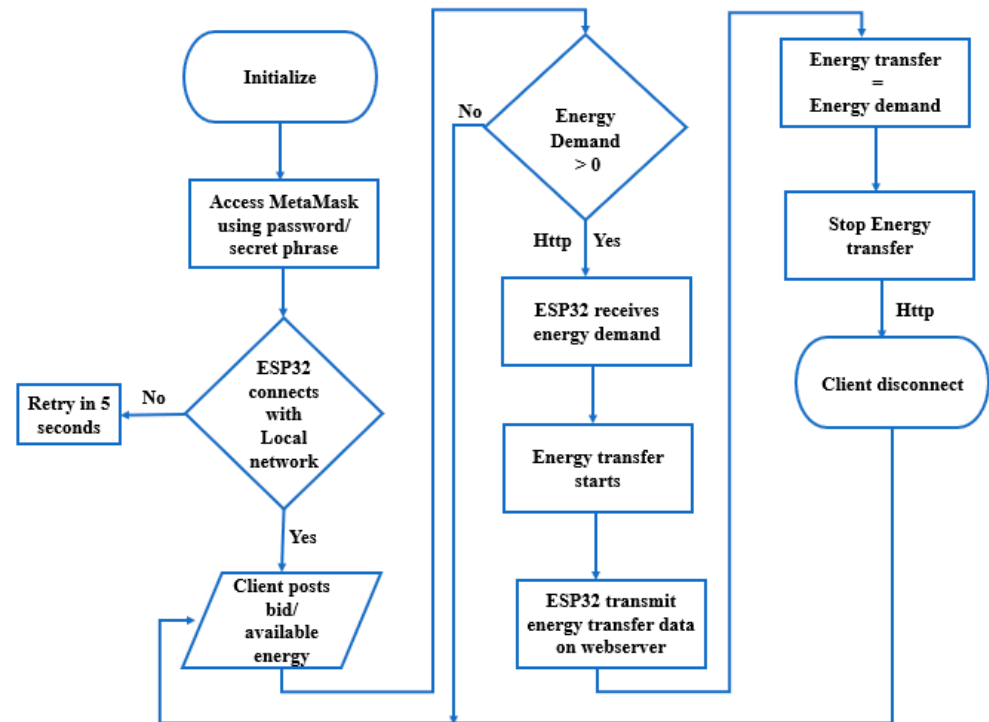 Initialize
Access MetaMask
using password/
secret phrase
ESP32
connects
with
Local
network
No
Retry in 5
seconds
Yes
Client posts
bid/
available
energy
Energy
Demand
> 0
No
Http Yes
ESP32 receives
energy demand
Energy transfer
starts
ESP32 transmit
energy transfer data
on webserver
Energy transfer
=
Energy demand
Stop Energy
transfer
Http
Client disconnect